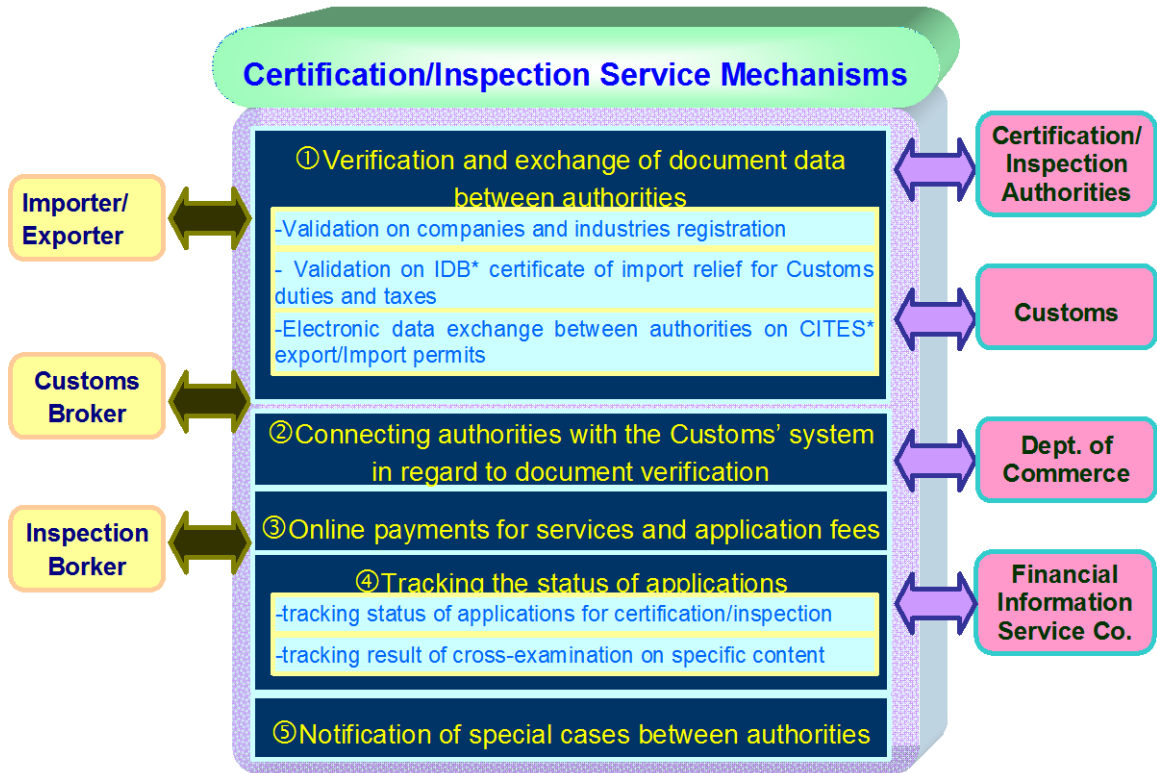 Certification/Inspection Service Mechanisms
①Verification and exchange of document data
between authorities
-Validation on companies and industries registration
- Validation on IDB* certificate of import relief for Customs
duties and taxes
-Electronic data exchange between authorities on CITES*
export/Import permits
②Connecting authorities with the Customs’ system
in regard to document verification
③Online payments for services and application fees
④Tracking the status of applications
-tracking status of applications for certification/inspection
-tracking result of cross-examination on specific content
⑤Notification of special cases between authorities
Importer/
Exporter
Customs
Broker
Inspection
Borker
Certification/
Inspection
Authorities
Customs
Dept. of
Commerce
Financial
Information
Service Co.